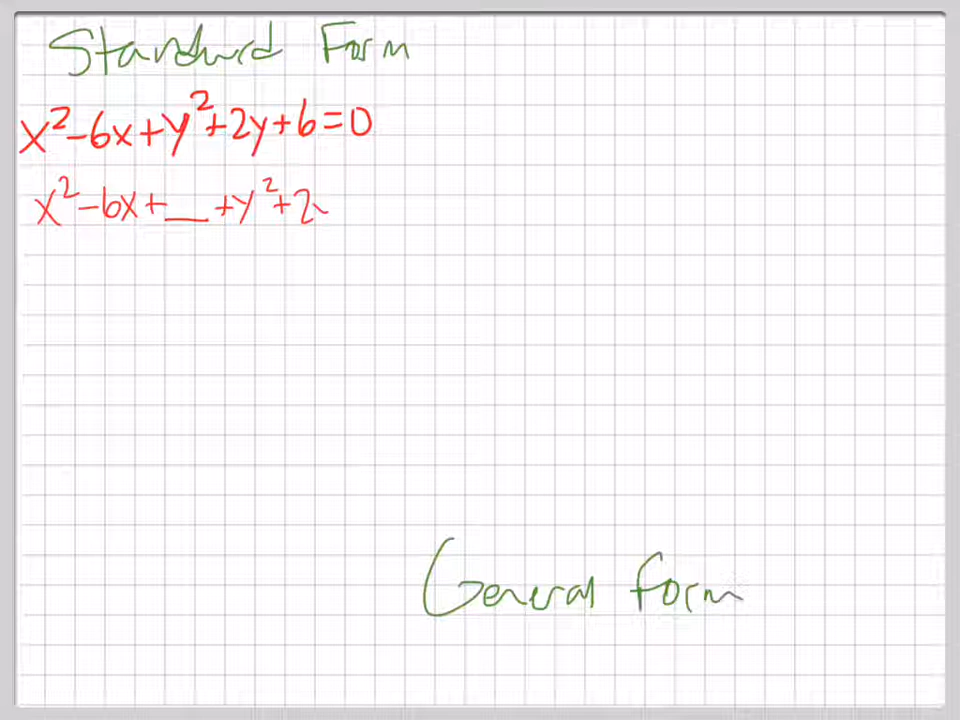 Standard Form
x²-6x+y²+2y+6=0
x²-6x+__+y²+2
General Form